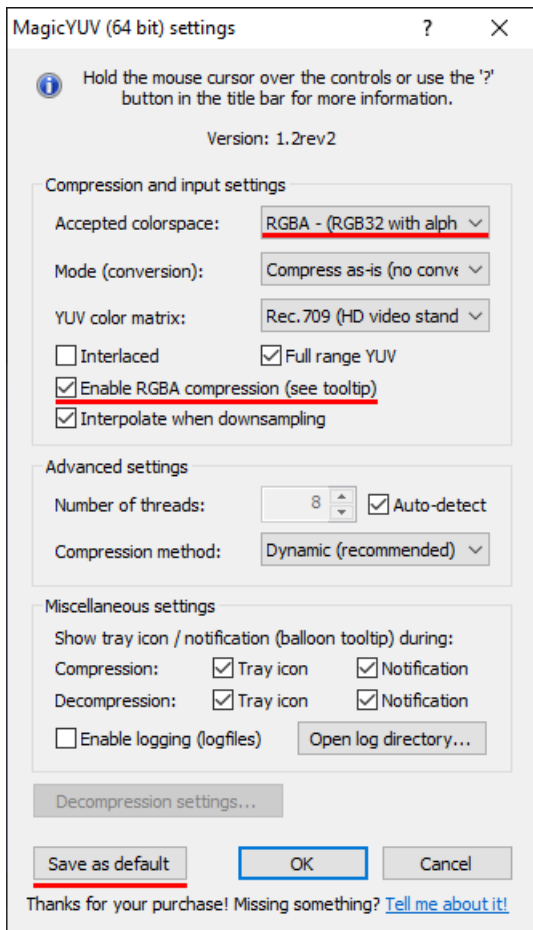 MagicYUV (64 bit) settings
?
Hold the mouse cursor over the controls or use the '?'
button in the title bar for more information.
Version: 1.2rev2
Compression and input settings
Accepted colorspace: RGBA - (RGB32 with alph
Mode (conversion): Compress as-is (no conve
YUV color matrix: Rec.709 (HD video stand
Interlaced Full range YUV
Enable RGBA compression (see tooltip)
Interpolate when downsampling
Advanced settings
Number of threads: 8 Auto-detect
Compression method: Dynamic (recommended)
Miscellaneous settings
Show tray icon / notification (balloon tooltip) during:
Compression: Tray icon Notification
Decompression: Tray icon Notification
Enable logging (logfiles) Open log directory...
Decompression settings...
Save as default OK Cancel
Thanks for your purchase! Missing something? Tell me about it!